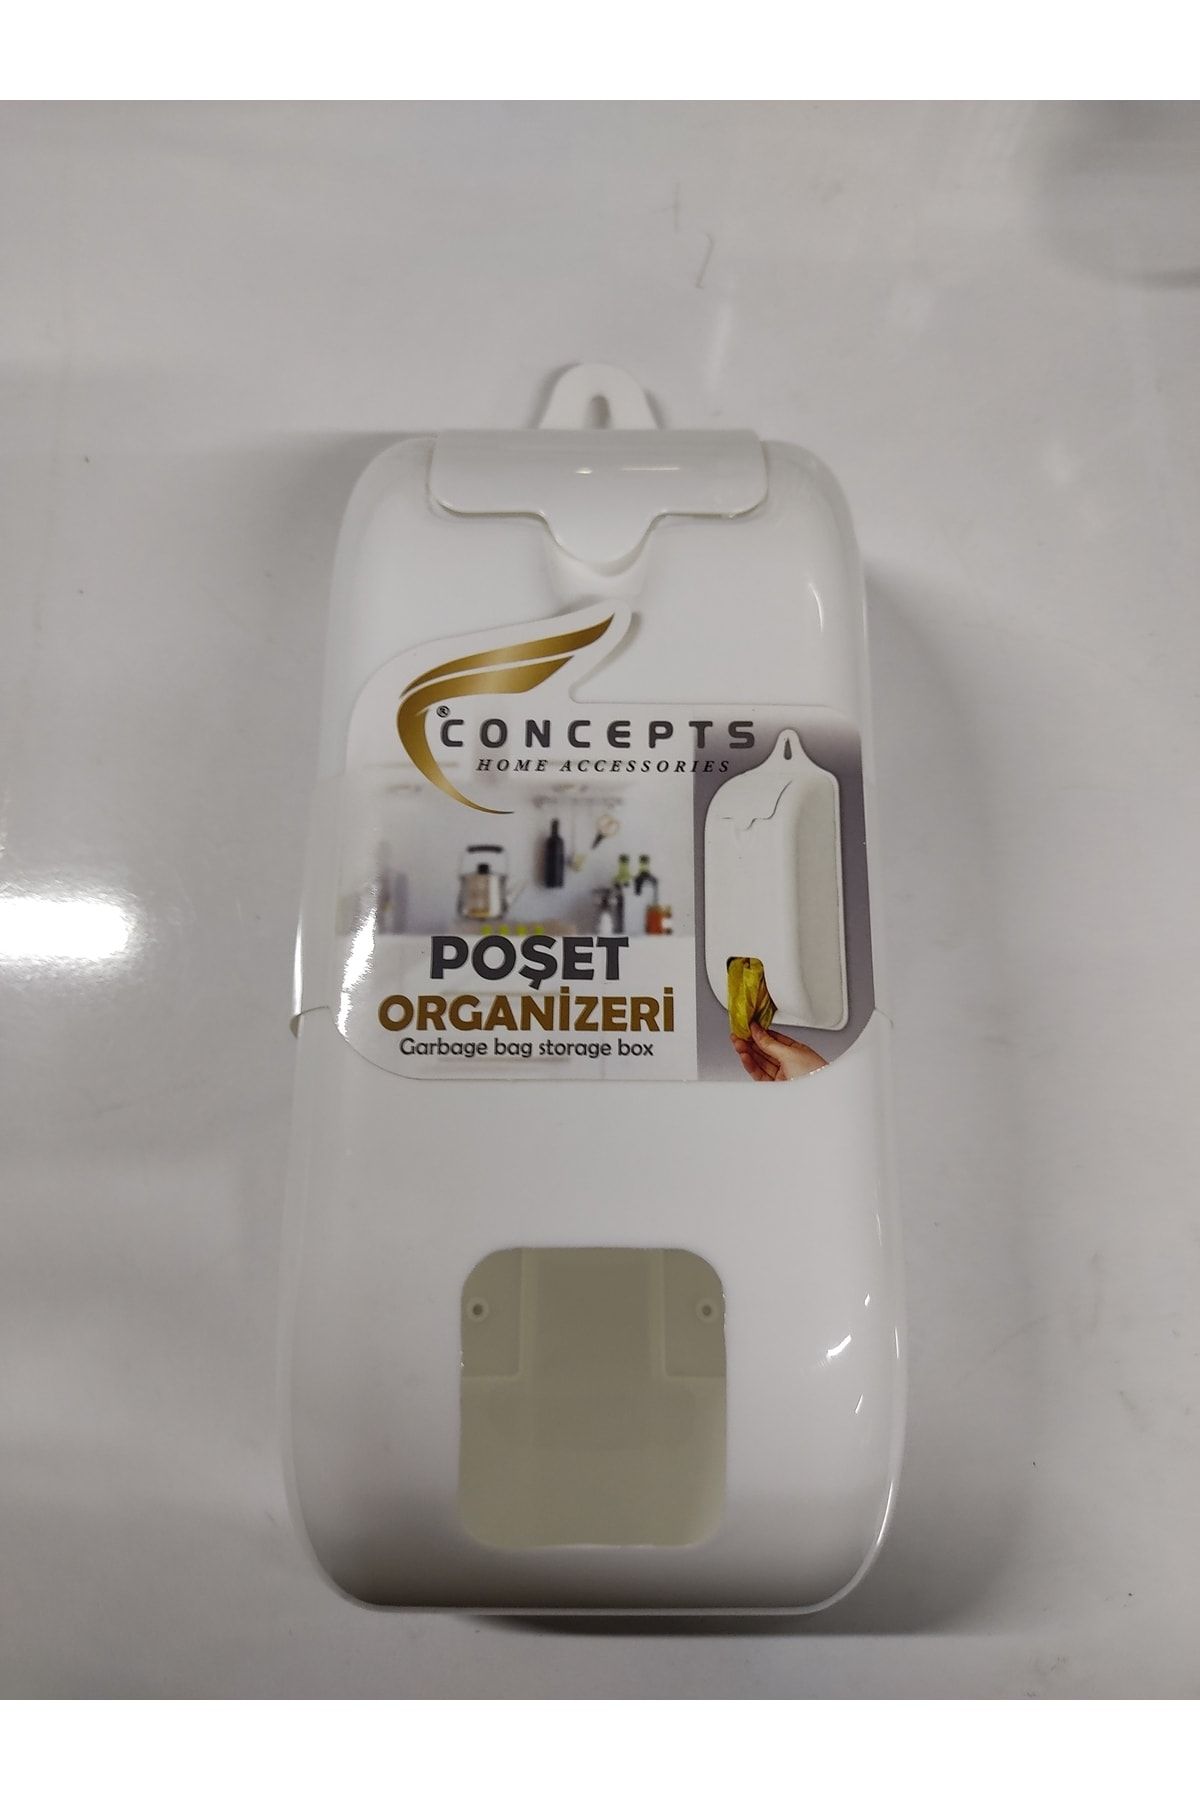 ® CONCEPTS
HOME ACCESSORIES
POŞET
ORGANİZERİ
Garbage bag storage box